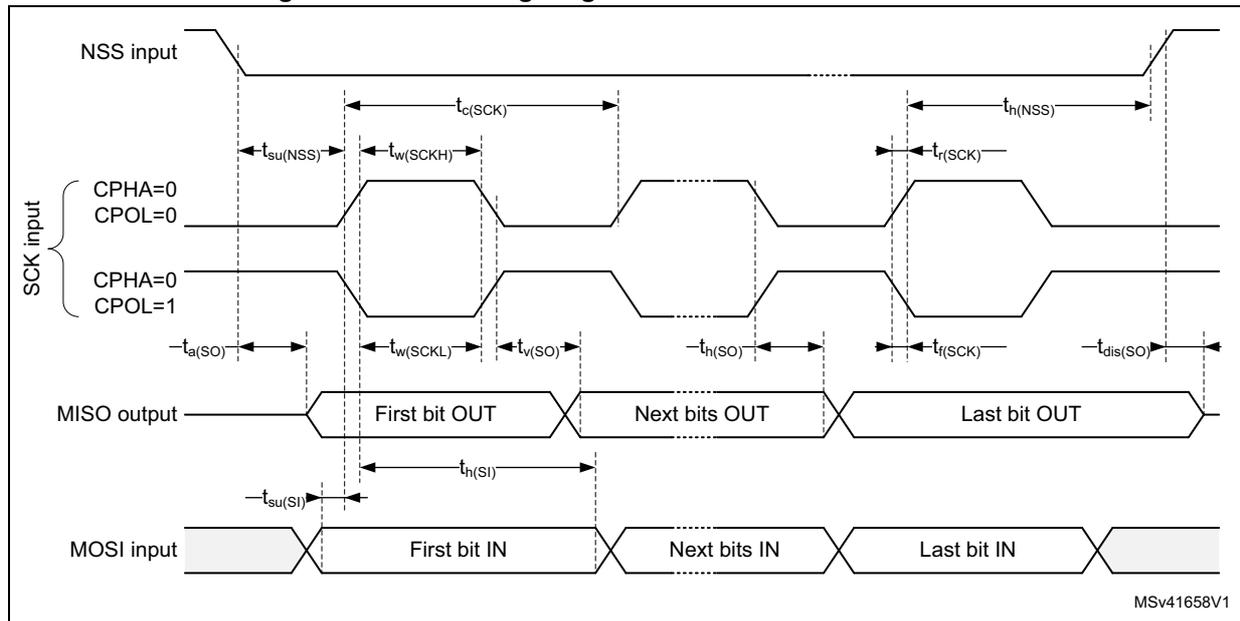 NSS input
tc(SCK)
th(NSS)
tsu(NSS)
tw(SCKH)
tr(SCK)
SCK input
CPHA=0
CPOL=0
CPHA=0
CPOL=1
ta(SO)
tw(SCKL)
tv(SO)
th(SO)
tf(SCK)
tdis(SO)
MISO output
First bit OUT
Next bits OUT
Last bit OUT
th(SI)
tsu(SI)
MOSI input
First bit IN
Next bits IN
Last bit IN
MSv41658V1